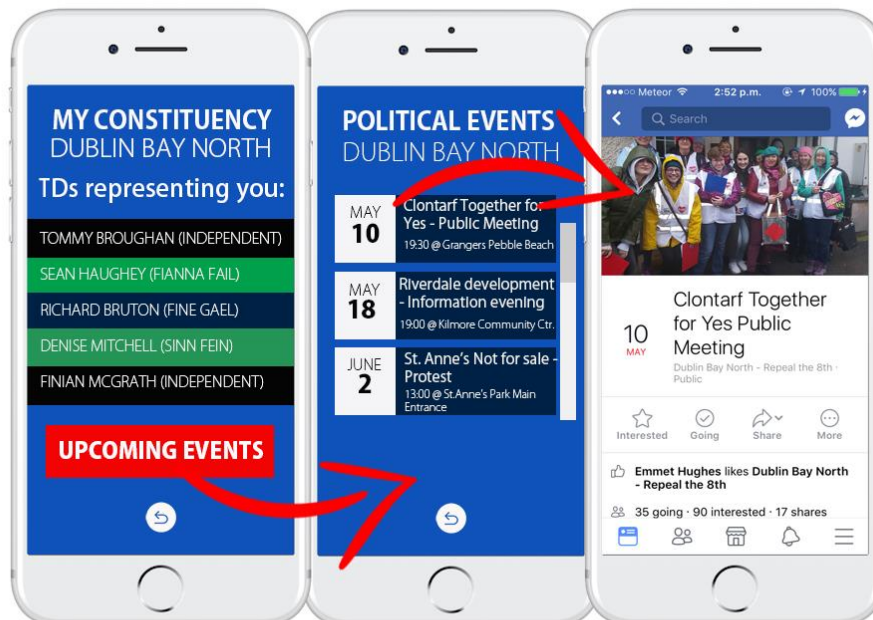 MY CONSTITUENCY
DUBLIN BAY NORTH
TDs representing you:
TOMMY BROUGHAN (INDEPENDENT)
SEAN HAUGHEY (FIANNA FAIL)
RICHARD BRUTON (FINE GAEL)
DENISE MITCHELL (SINN FEIN)
FINIAN MCGRATH (INDEPENDENT)
UPCOMING EVENTS
POLITICAL EVENTS
DUBLIN BAY NORTH
MAY
10
Clontarf Together for
Yes - Public Meeting
19:30 @ Grangers Pebble Beach
MAY
18
Riverdale development
- Information evening
19:00 @ Kilmore Community Ctr.
JUNE
2
St. Anne's Not for sale -
Protest
13:00 @ St.Anne's Park Main
Entrance
Meteor 2:52 p.m. 100%
Search
10
MAY
Clontarf Together
for Yes Public
Meeting
Dublin Bay North - Repeal the 8th ·
Public
Interested Going Share More
Emmet Hughes likes Dublin Bay North
- Repeal the 8th
35 going · 90 interested · 17 shares